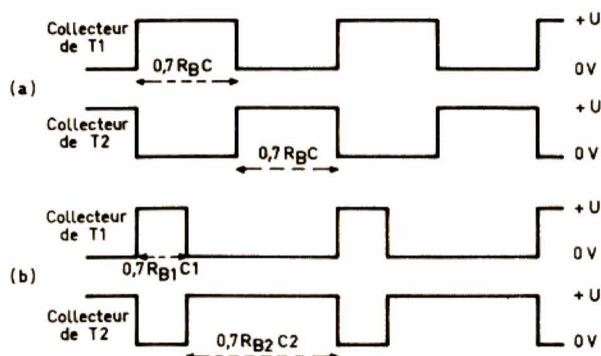 Collecteur
de T1
+ U
0,7 RBC
0 V
(a)
Collecteur
de T2
+ U
0,7 RBC
0 V
Collecteur
de T1
+ U
0 V
0,7 RB1 C1
(b)
Collecteur
de T2
+ U
0 V
0,7 RB2 C2